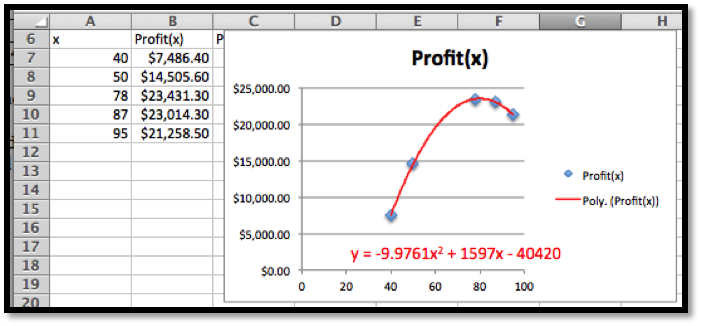 A B C D E F G H
6 x Profit(x) P
7 40 $7,486.40
8 50 $14,505.60
9 78 $23,431.30
10 87 $23,014.30
11 95 $21,258.50
12
13
14
15
16
17
18
19
20
Profit(x)
$25,000.00
$20,000.00
$15,000.00
$10,000.00
$5,000.00
$0.00
0 20 40 60 80 100
y = -9.9761x² + 1597x - 40420
Profit(x)
Poly. (Profit(x))